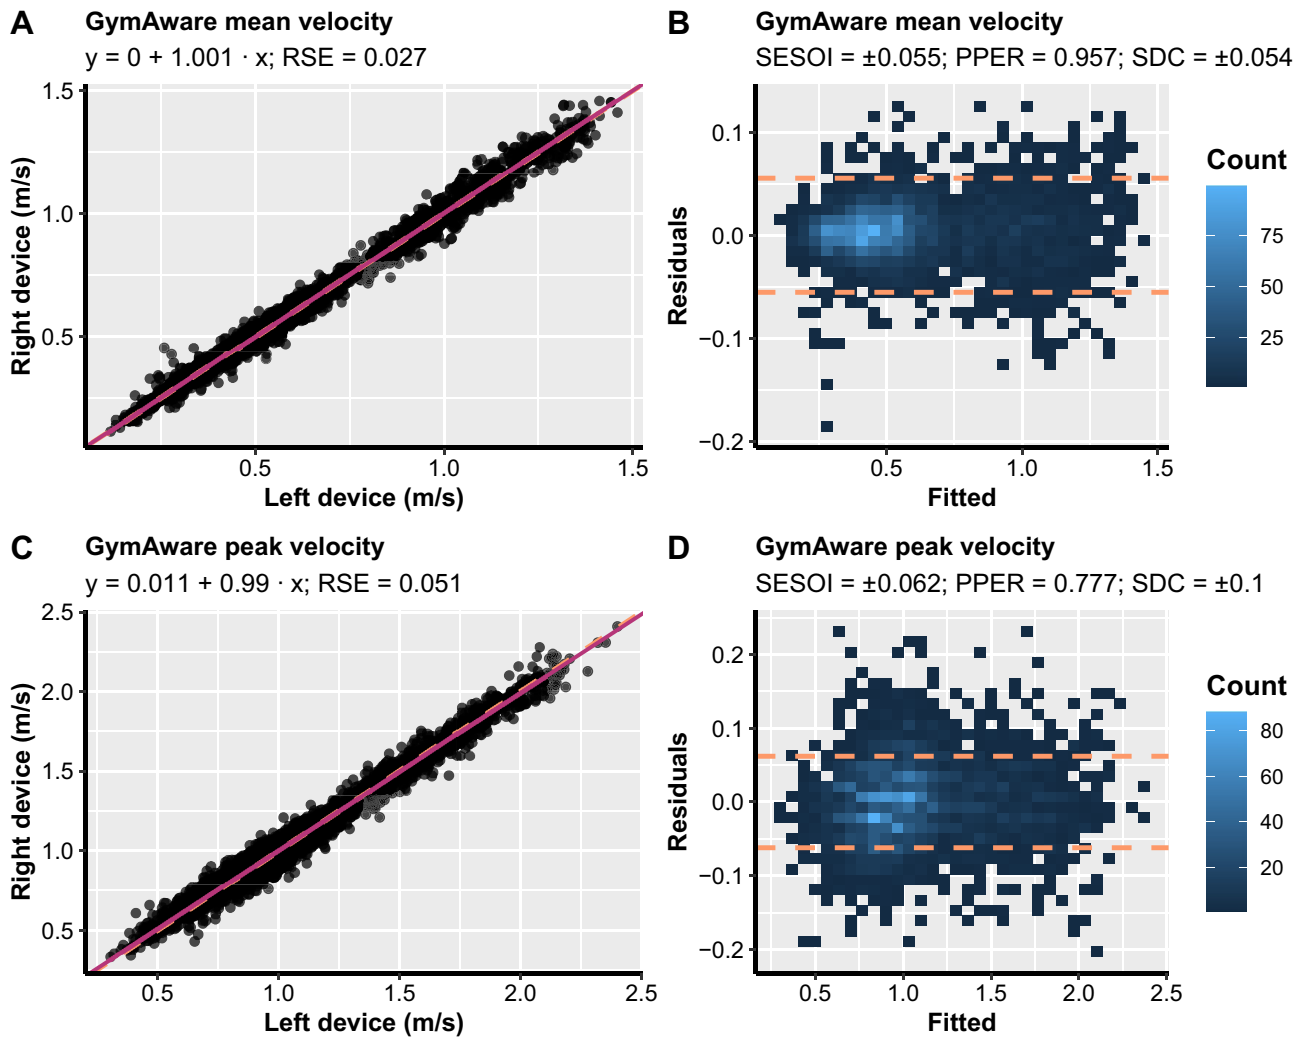 A
GymAware mean velocity
y = 0 + 1.001 · x; RSE = 0.027
Right device (m/s)
1.5
1.0
0.5
0.5
1.0
1.5
Left device (m/s)
B
GymAware mean velocity
SESOI = ±0.055; PPER = 0.957; SDC = ±0.054
Residuals
0.1
0.0
−0.1
−0.2
0.5
1.0
1.5
Fitted
Count
75
50
25
C
GymAware peak velocity
y = 0.011 + 0.99 · x; RSE = 0.051
Right device (m/s)
2.5
2.0
1.5
1.0
0.5
0.5
1.0
1.5
2.0
2.5
Left device (m/s)
D
GymAware peak velocity
SESOI = ±0.062; PPER = 0.777; SDC = ±0.1
Residuals
0.2
0.1
0.0
−0.1
−0.2
0.5
1.0
1.5
2.0
2.5
Fitted
Count
80
60
40
20